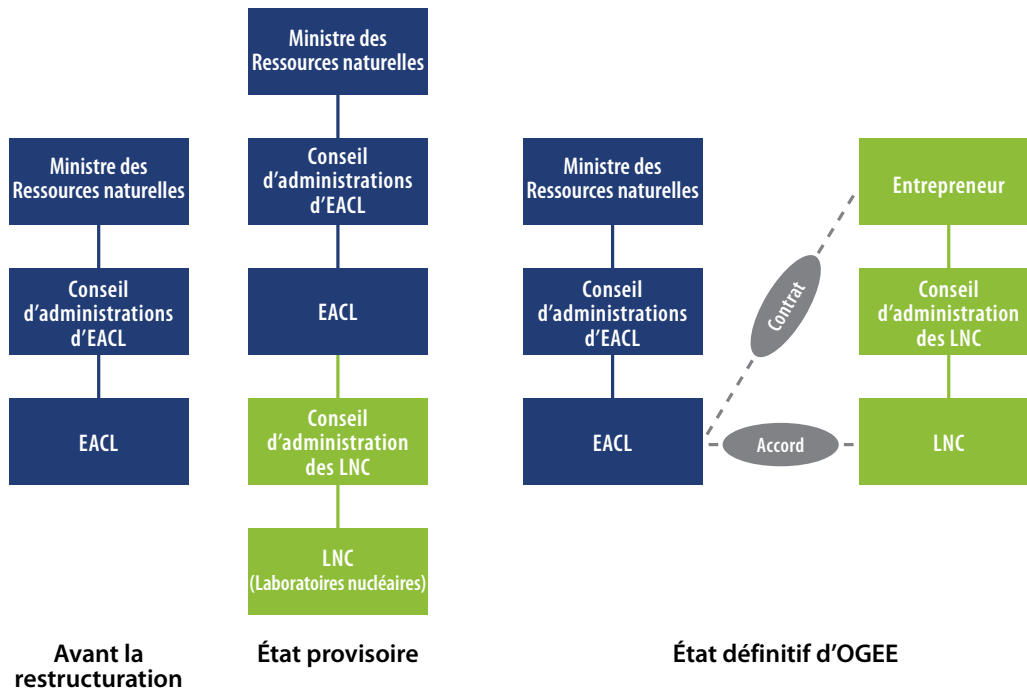 Ministre des
Ressources naturelles
Conseil
d'administrations
d'EACL
EACL
Avant la
restructuration
Ministre des
Ressources naturelles
Conseil
d'administrations
d'EACL
EACL
Conseil
d'administration
des LNC
LNC
(Laboratoires nucléaires)
État provisoire
Ministre des
Ressources naturelles
Conseil
d'administrations
d'EACL
EACL
Contrat
Accord
Entrepreneur
Conseil
d'administration
des LNC
LNC
État définitif d'OGEE